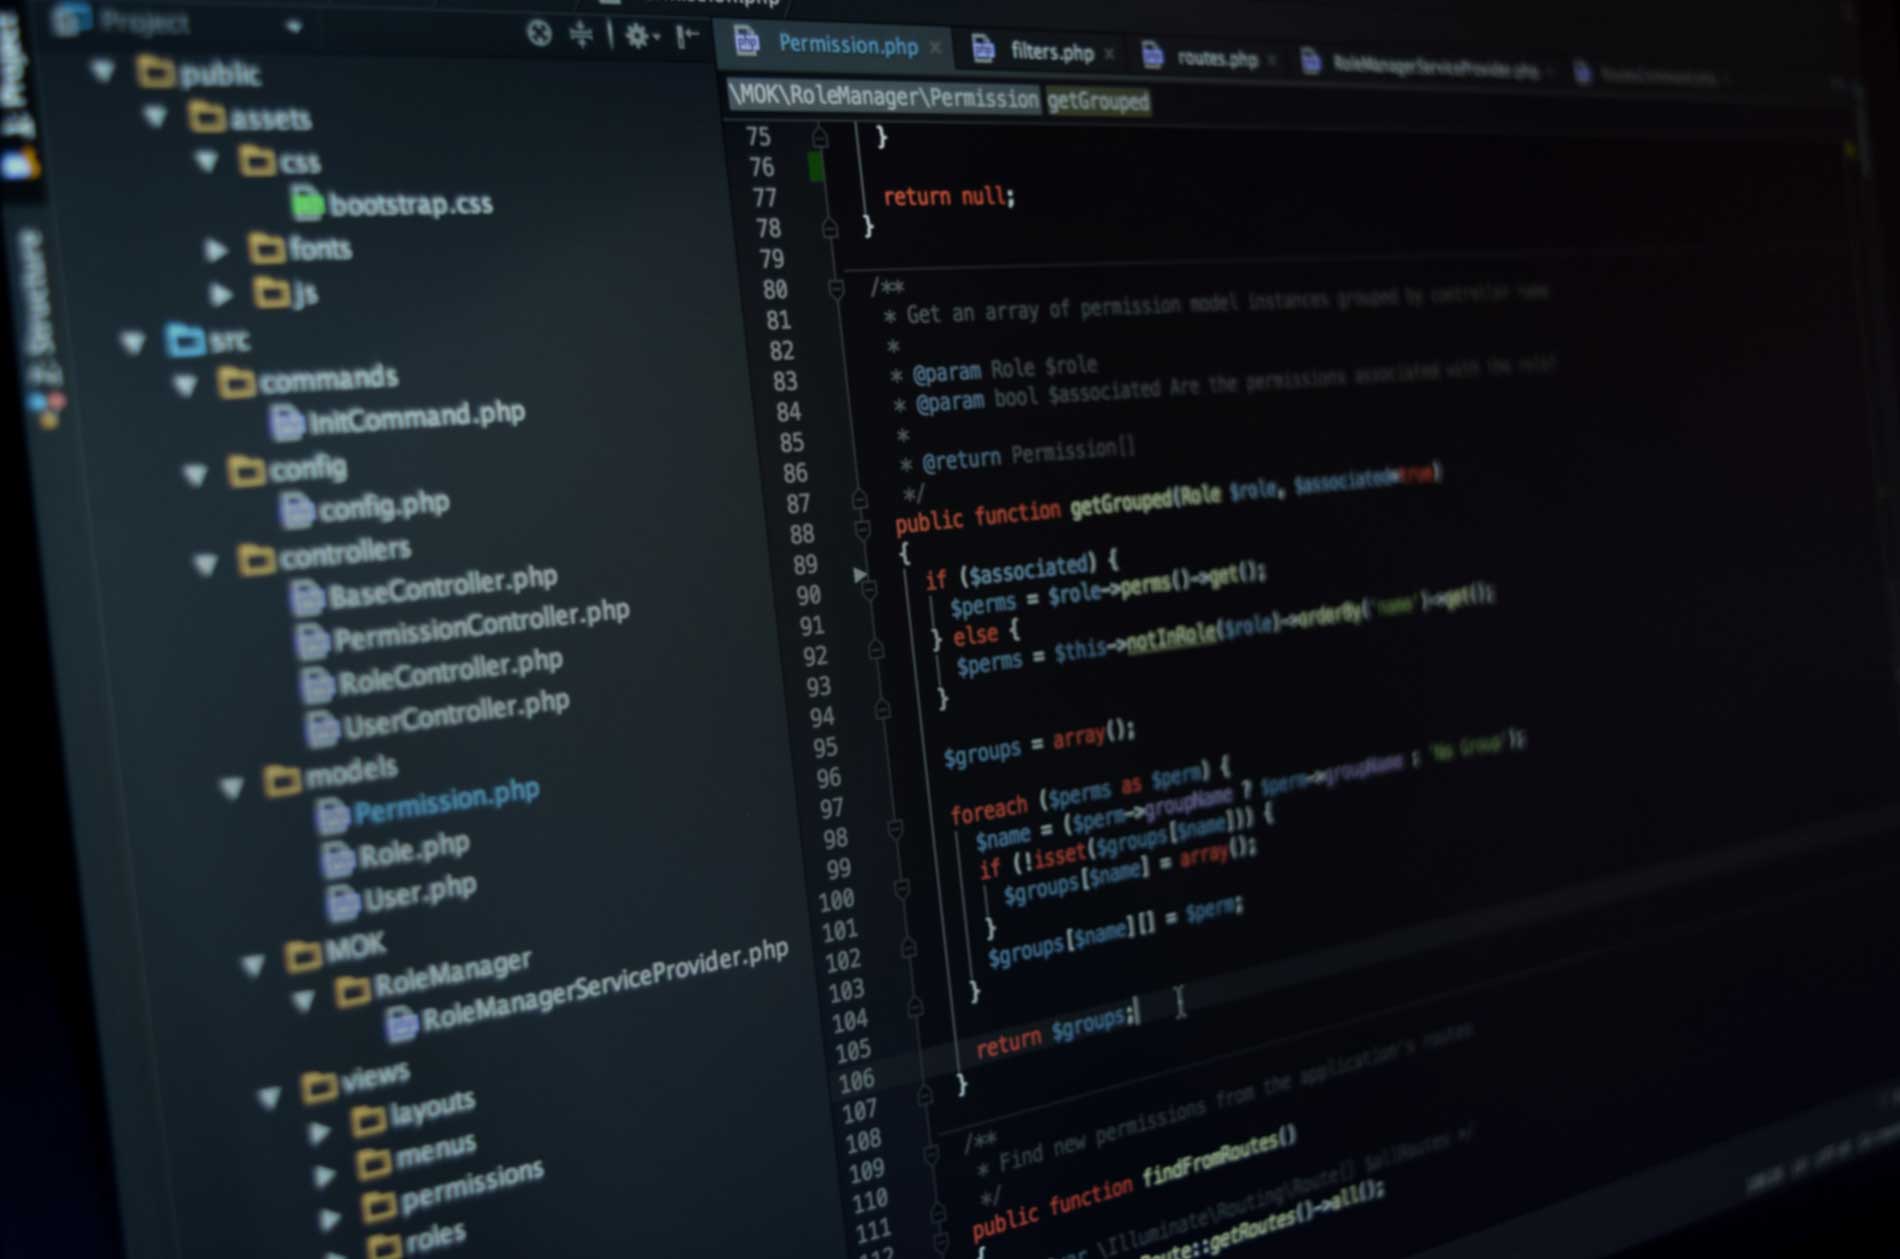 Project
1: Project
Z: Structure
public
assets
css
bootstrap.css
fonts
js
src
commands
InitCommand.php
config
config.php
controllers
BaseController.php
PermissionController.php
RoleController.php
UserController.php
models
Permission.php
Role.php
User.php
MOK
RoleManager
RoleManagerServiceProvider.php
views
layouts
menus
permissions
roles
Permission.php filters.php routes.php RoleManagerServiceProvider.php
\MOK\RoleManager\Permission getGrouped
75 }
76
77 return null;
78 }
79
80 /**
81 * Get an array of permission model instances grouped by controller name
82 *
83 * @param Role $role
84 * @param bool $associated Are the permissions associated with the role?
85 *
86 * @return Permission[]
87 */
88 public function getGrouped(Role $role, $associated=true)
89 {
90 if ($associated) {
91 $perms = $role->perms()->get();
92 } else {
93 $perms = $this->notInRole($role)->orderBy('name')->get();
94 }
95
96 $groups = array();
97
98 foreach ($perms as $perm) {
99 $name = ($perm->groupName ? $perm->groupName : 'No Group');
100 if (!isset($groups[$name])) {
101 $groups[$name] = array();
102 }
103 $groups[$name][] = $perm;
104 }
105
106 return $groups;
107 }
108
109 /**
110 * Find new permissions from the application's routes
111 */
112 public function findFromRoutes()
{
\Illuminate\Routing\Route[] $allRoutes */
Route::getRoutes()->all();